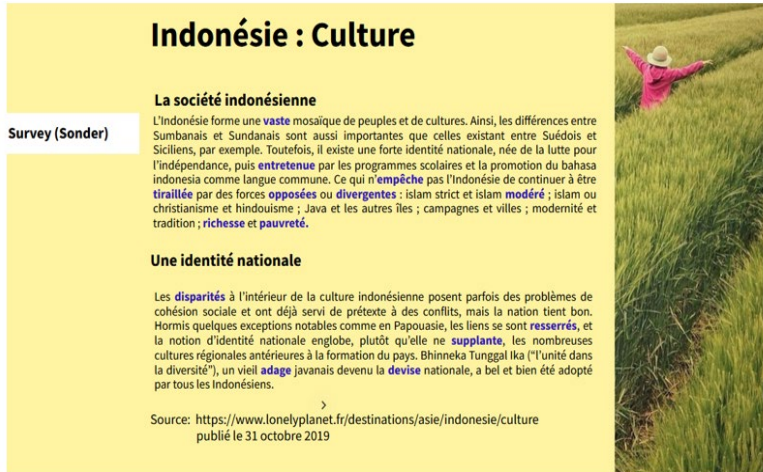 Indonésie : Culture
Survey (Sonder)
La société indonésienne
L'Indonésie forme une vaste mosaïque de peuples et de cultures. Ainsi, les différences entre
Sumbanais et Sundanais sont aussi importantes que celles existant entre Suédois et
Siciliens, par exemple. Toutefois, il existe une forte identité nationale, née de la lutte pour
l'indépendance, puis entretenue par les programmes scolaires et la promotion du bahasa
indonesia comme langue commune. Ce qui n'empêche pas l'Indonésie de continuer à être
tiraillée par des forces opposées ou divergentes : islam strict et islam modéré ; islam ou
christianisme et hindouisme ; Java et les autres îles ; campagnes et villes ; modernité et
tradition ; richesse et pauvreté.
Une identité nationale
Les disparités à l'intérieur de la culture indonésienne posent parfois des problèmes de
cohésion sociale et ont déjà servi de prétexte à des conflits, mais la nation tient bon.
Hormis quelques exceptions notables comme en Papouasie, les liens se sont resserrés, et
la notion d'identité nationale englobe, plutôt qu'elle ne supplante, les nombreuses
cultures régionales antérieures à la formation du pays. Bhinneka Tunggal Ika ("l'unité dans
la diversité"), un vieil adage javanais devenu la devise nationale, a bel et bien été adopté
par tous les Indonésiens.
Source: https://www.lonelyplanet.fr/destinations/asie/indonesie/culture
publié le 31 octobre 2019